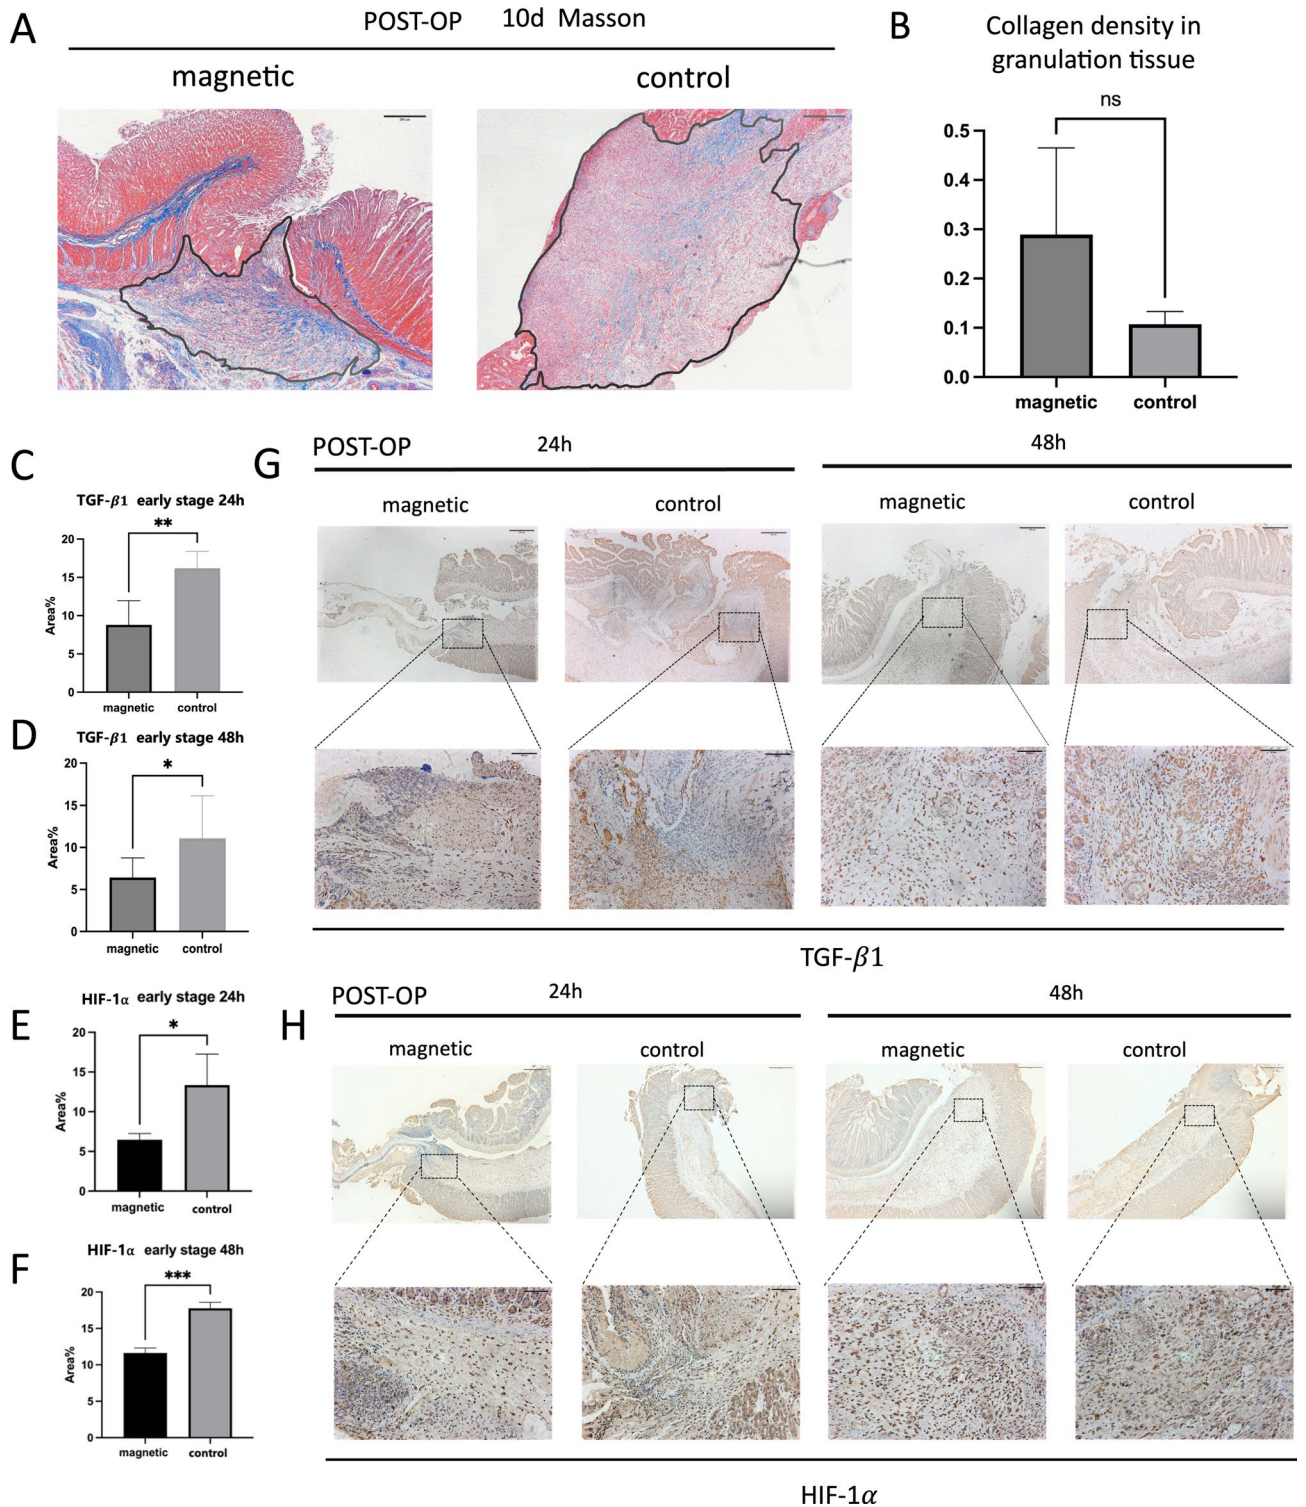 A
POST-OP 10d Masson
magnetic control
B
Collagen density in
granulation tissue
ns
0.5
0.4
0.3
0.2
0.1
0.0
magnetic control
C
TGF-β1 early stage 24h
**
Area%
20
15
10
5
0
magnetic control
D
TGF-β1 early stage 48h
*
Area%
20
15
10
5
0
magnetic control
E
HIF-1α early stage 24h
*
Area%
20
15
10
5
0
magnetic control
F
HIF-1α early stage 48h
***
Area%
20
15
10
5
0
magnetic control
G
POST-OP 24h 48h
magnetic control magnetic control
TGF-β1
H
POST-OP 24h 48h
magnetic control magnetic control
HIF-1α